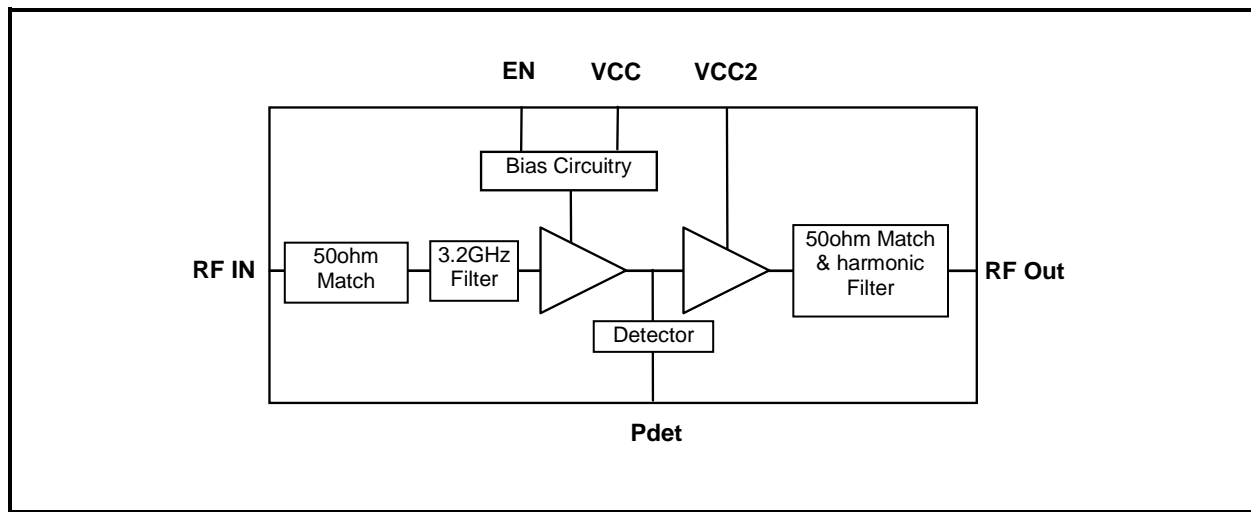 EN VCC VCC2
Bias Circuitry
RF IN
50ohm
Match
3.2GHz
Filter
50ohm Match
& harmonic
Filter
RF Out
Detector
Pdet